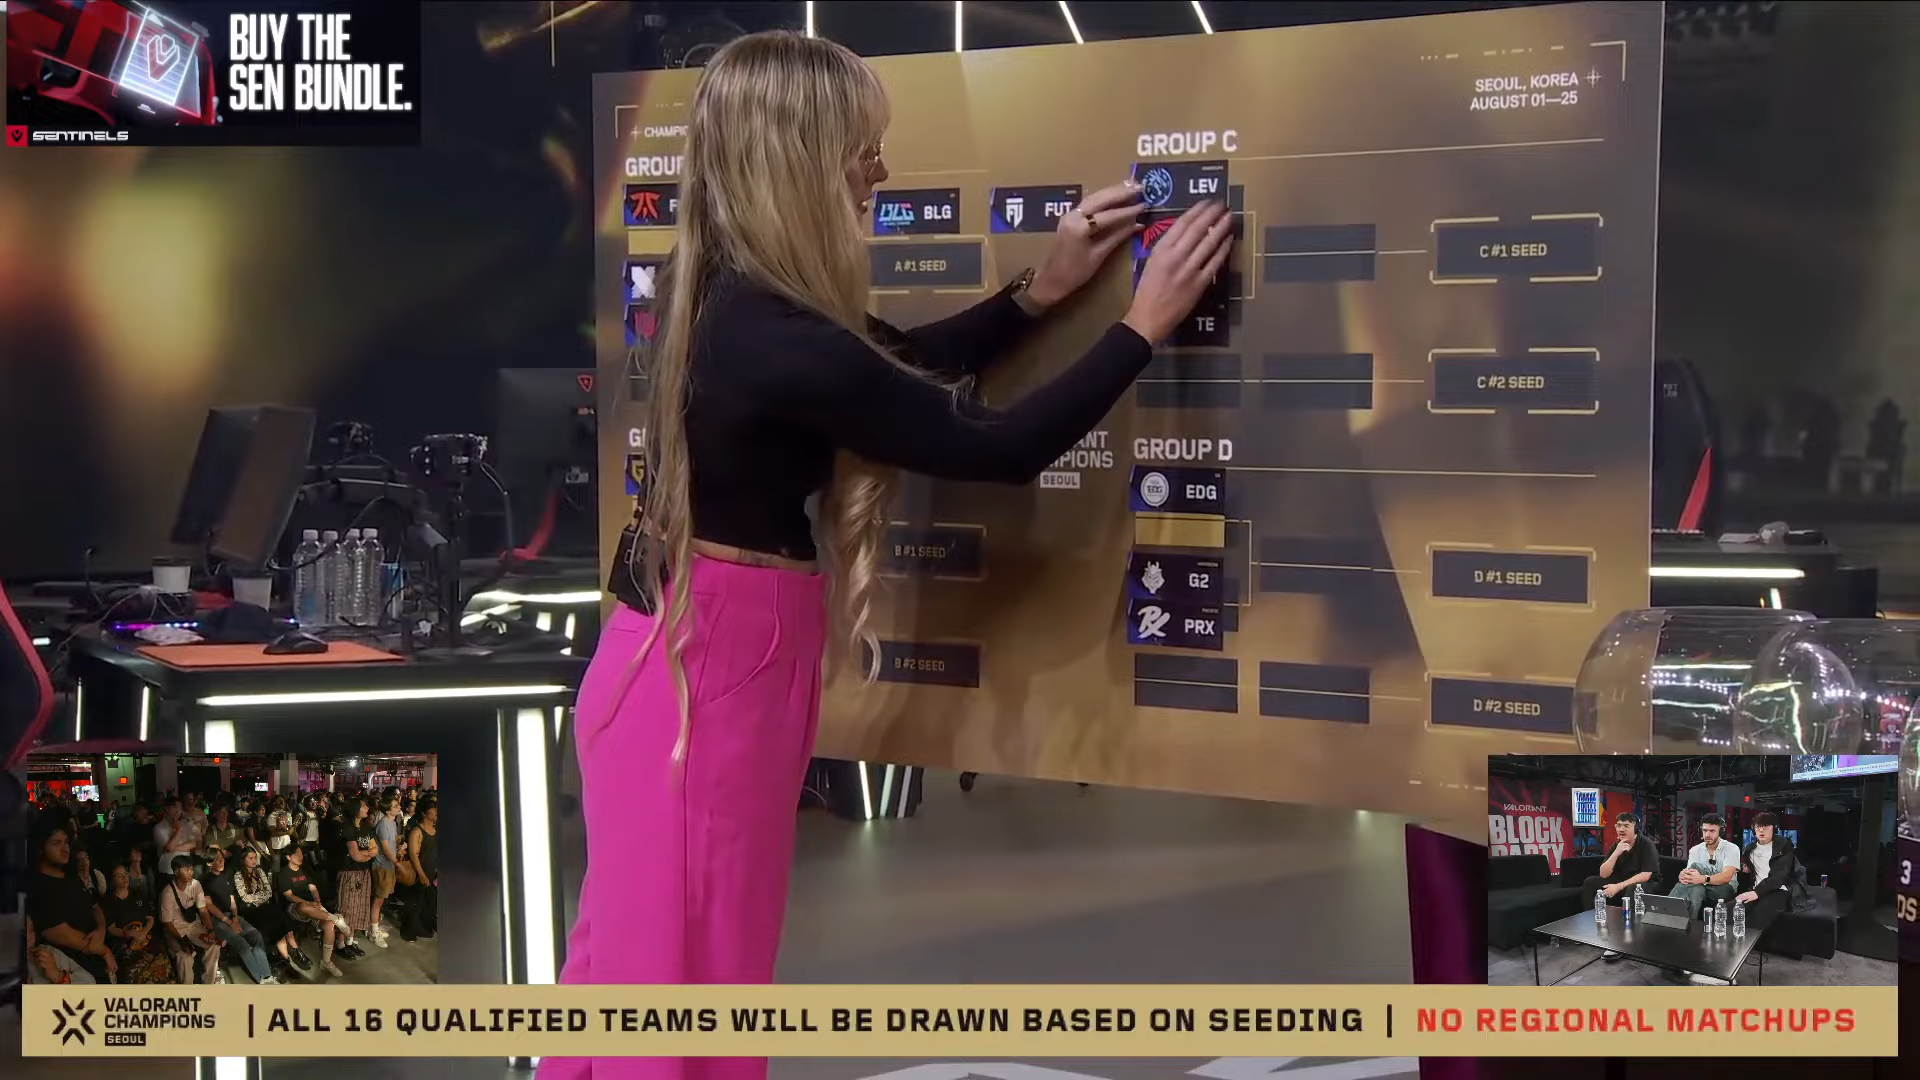 BUY THE
SEN BUNDLE.
SENTINELS
SEOUL, KOREA
AUGUST 01—25
GROUP C
LEV
BLG
FUT
A #1 SEED
C #1 SEED
TE
C #2 SEED
GROUP D
SEOUL
EDG
B #1 SEED
G2
D #1 SEED
PRX
B #2 SEED
D #2 SEED
VALORANT
BLOCK
PARTY
VALORANT
CHAMPIONS
SEOUL
| ALL 16 QUALIFIED TEAMS WILL BE DRAWN BASED ON SEEDING | NO REGIONAL MATCHUPS